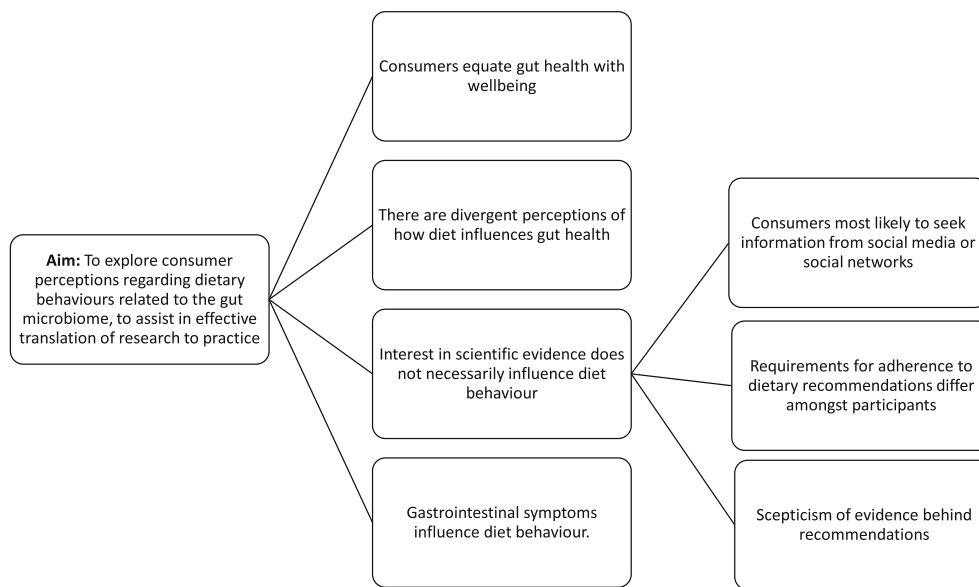 Aim: To explore consumer
perceptions regarding dietary
behaviours related to the gut
microbiome, to assist in effective
translation of research to practice
Consumers equate gut health with
wellbeing
There are divergent perceptions of
how diet influences gut health
Interest in scientific evidence does
not necessarily influence diet
behaviour
Gastrointestinal symptoms
influence diet behaviour.
Consumers most likely to seek
information from social media or
social networks
Requirements for adherence to
dietary recommendations differ
amongst participants
Scepticism of evidence behind
recommendations